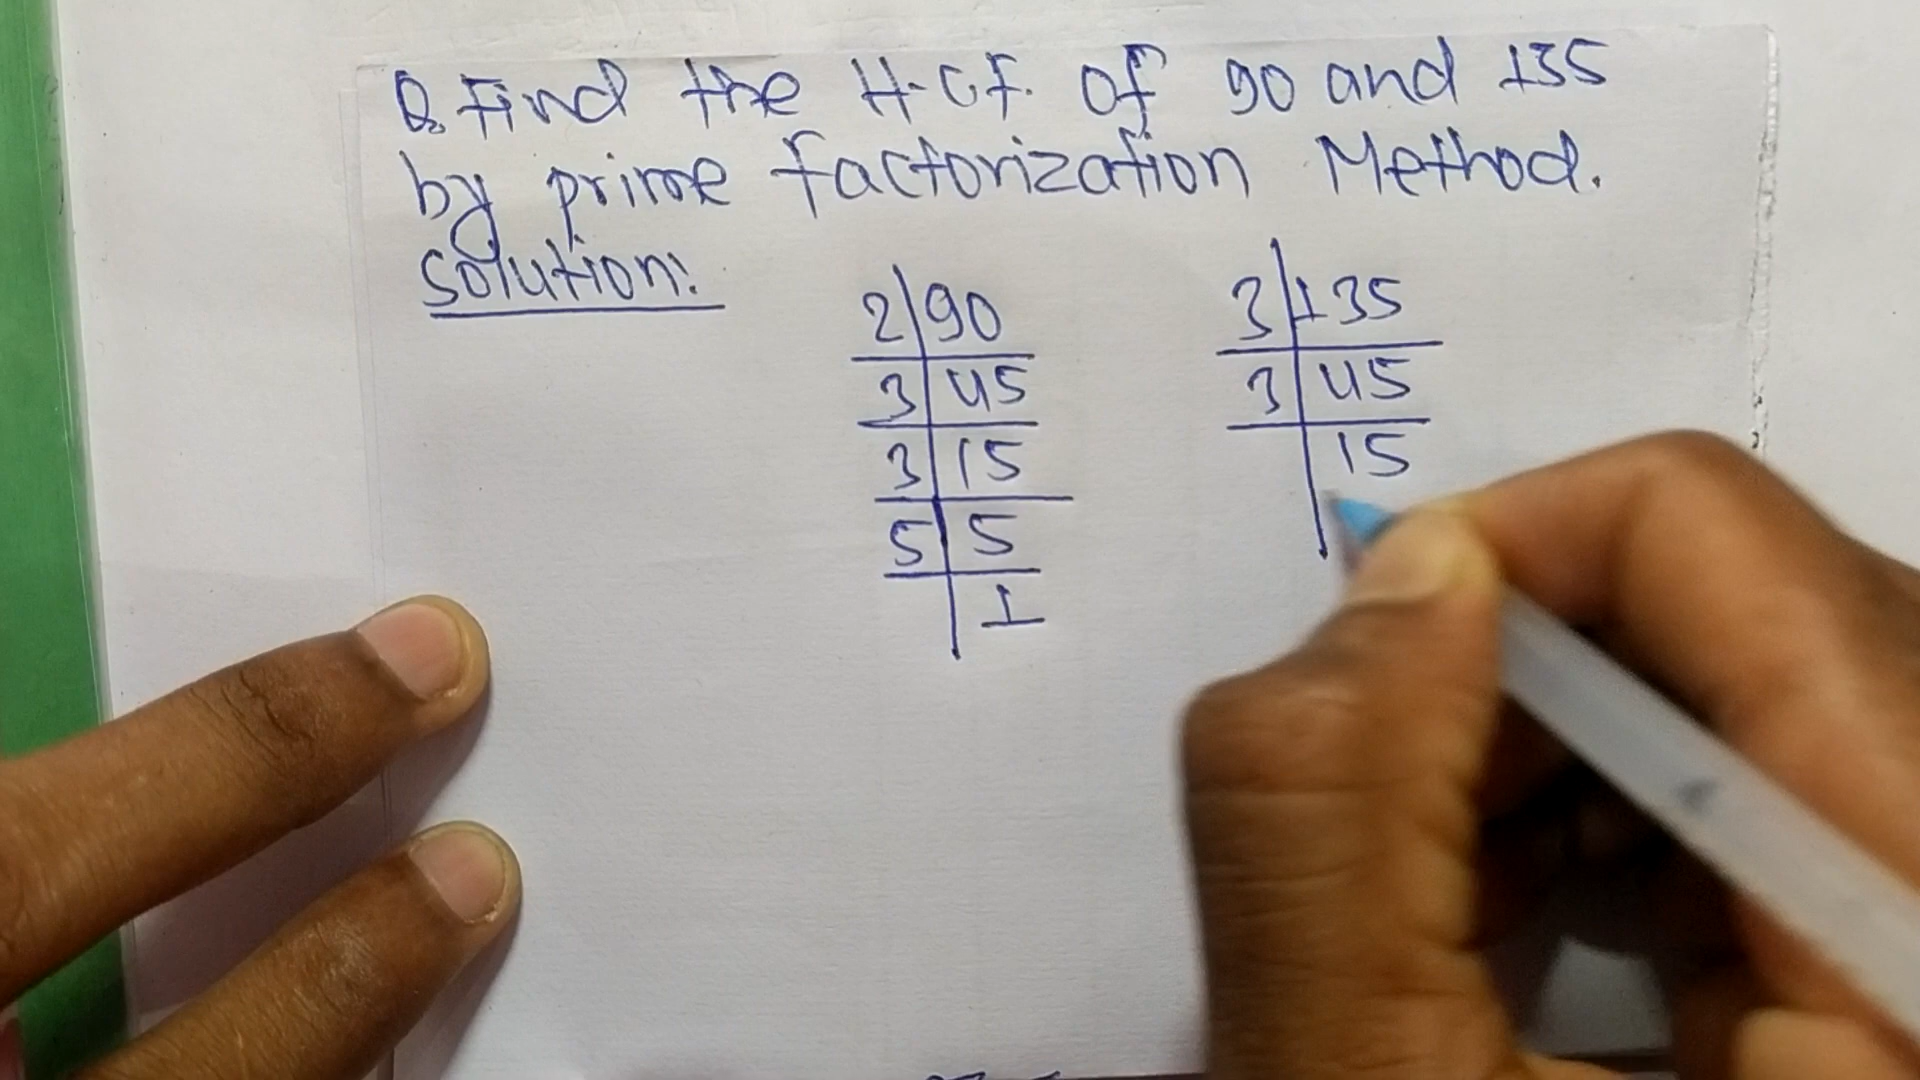 Q. Find the H.C.F. of 90 and 135
by prime factorization Method.
Solution:
2 | 90
3 | 45
3 | 15
5 | 5
1
3 | 135
3 | 45
15